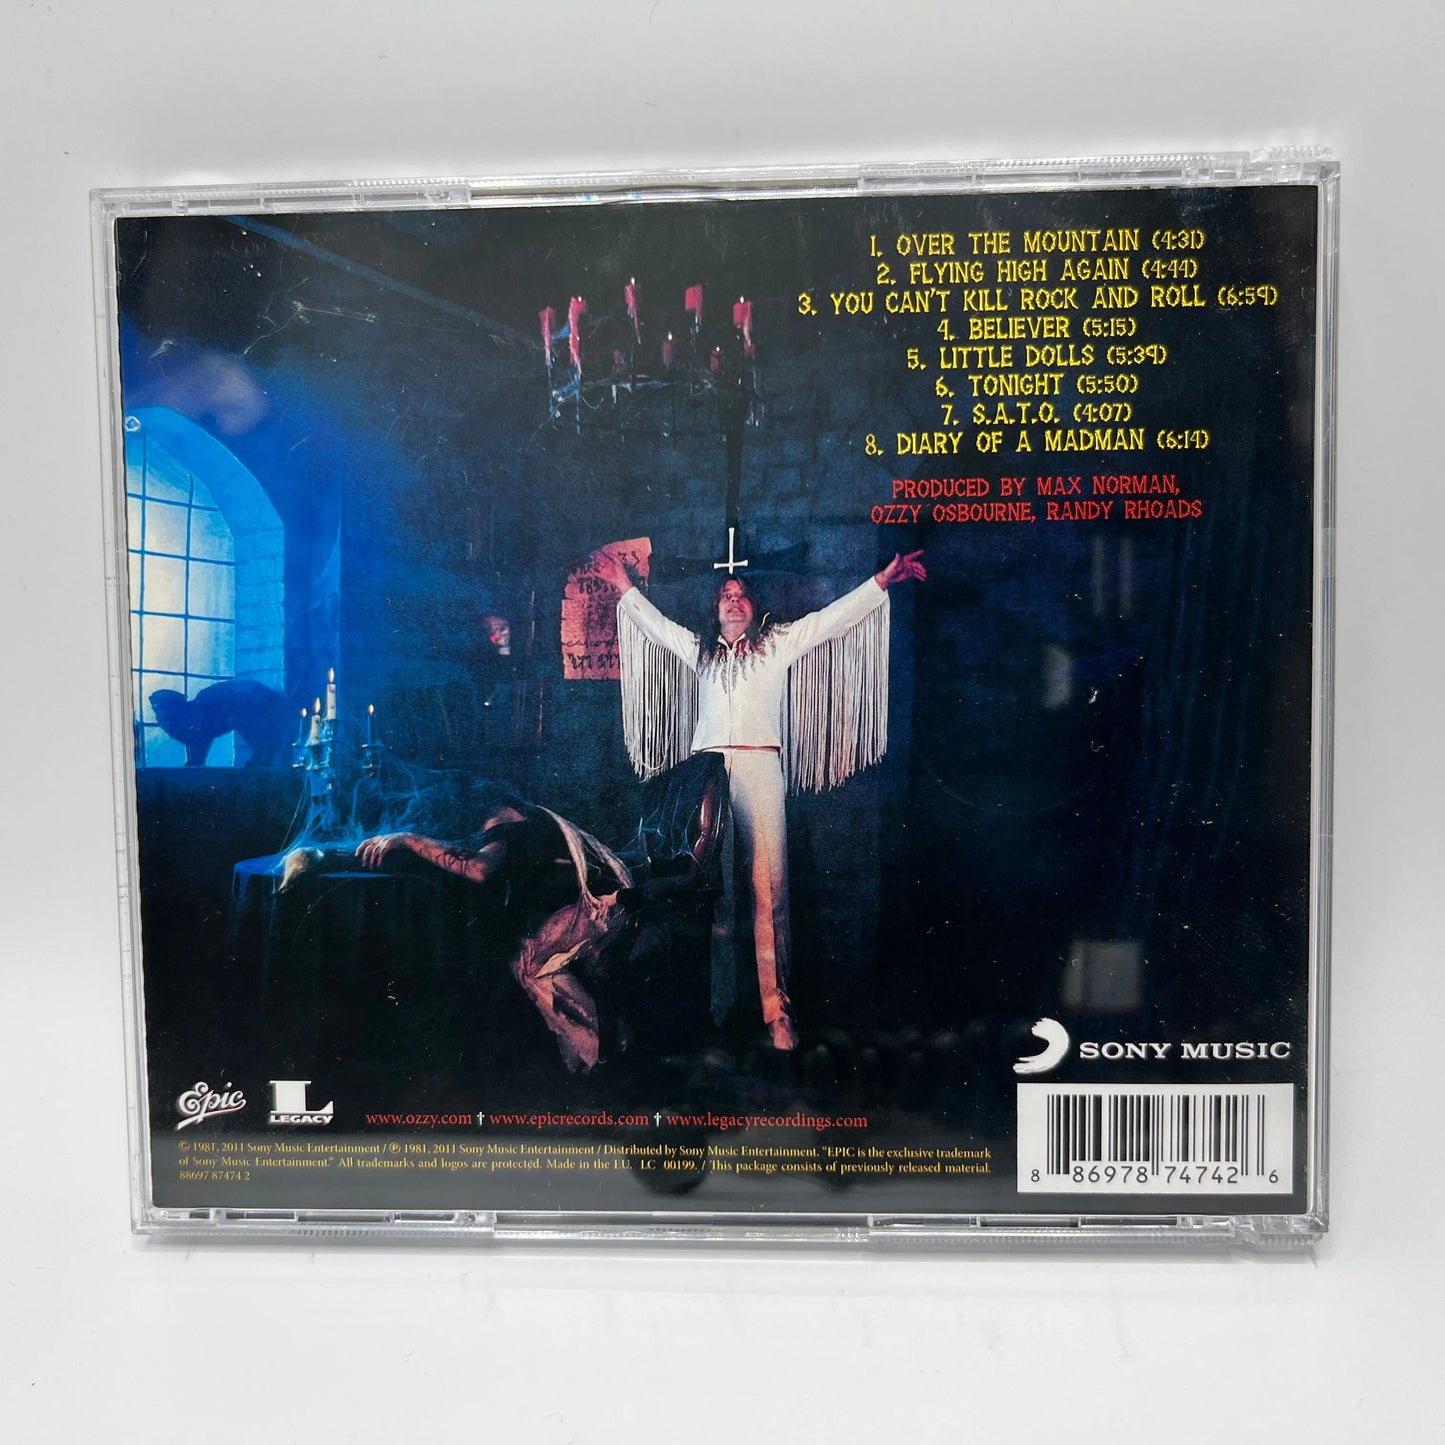 1. OVER THE MOUNTAIN (4:31)
2. FLYING HIGH AGAIN (4:44)
3. YOU CAN'T KILL ROCK AND ROLL (6:59)
4. BELIEVER (5:15)
5. LITTLE DOLLS (5:39)
6. TONIGHT (5:50)
7. S.A.T.O. (4:07)
8. DIARY OF A MADMAN (6:14)
PRODUCED BY MAX NORMAN,
OZZY OSBOURNE, RANDY RHOADS
SONY MUSIC
Epic
L
LEGACY
www.ozzy.com † www.epicrecords.com † www.legacyrecordings.com
© 1981, 2011 Sony Music Entertainment / ℗ 1981, 2011 Sony Music Entertainment / Distributed by Sony Music Entertainment. "EPIC is the exclusive trademark
of Sony Music Entertainment." All trademarks and logos are protected. Made in the EU. LC 00199. / This package consists of previously released material.
88697 87474 2
8 86978 74742 6